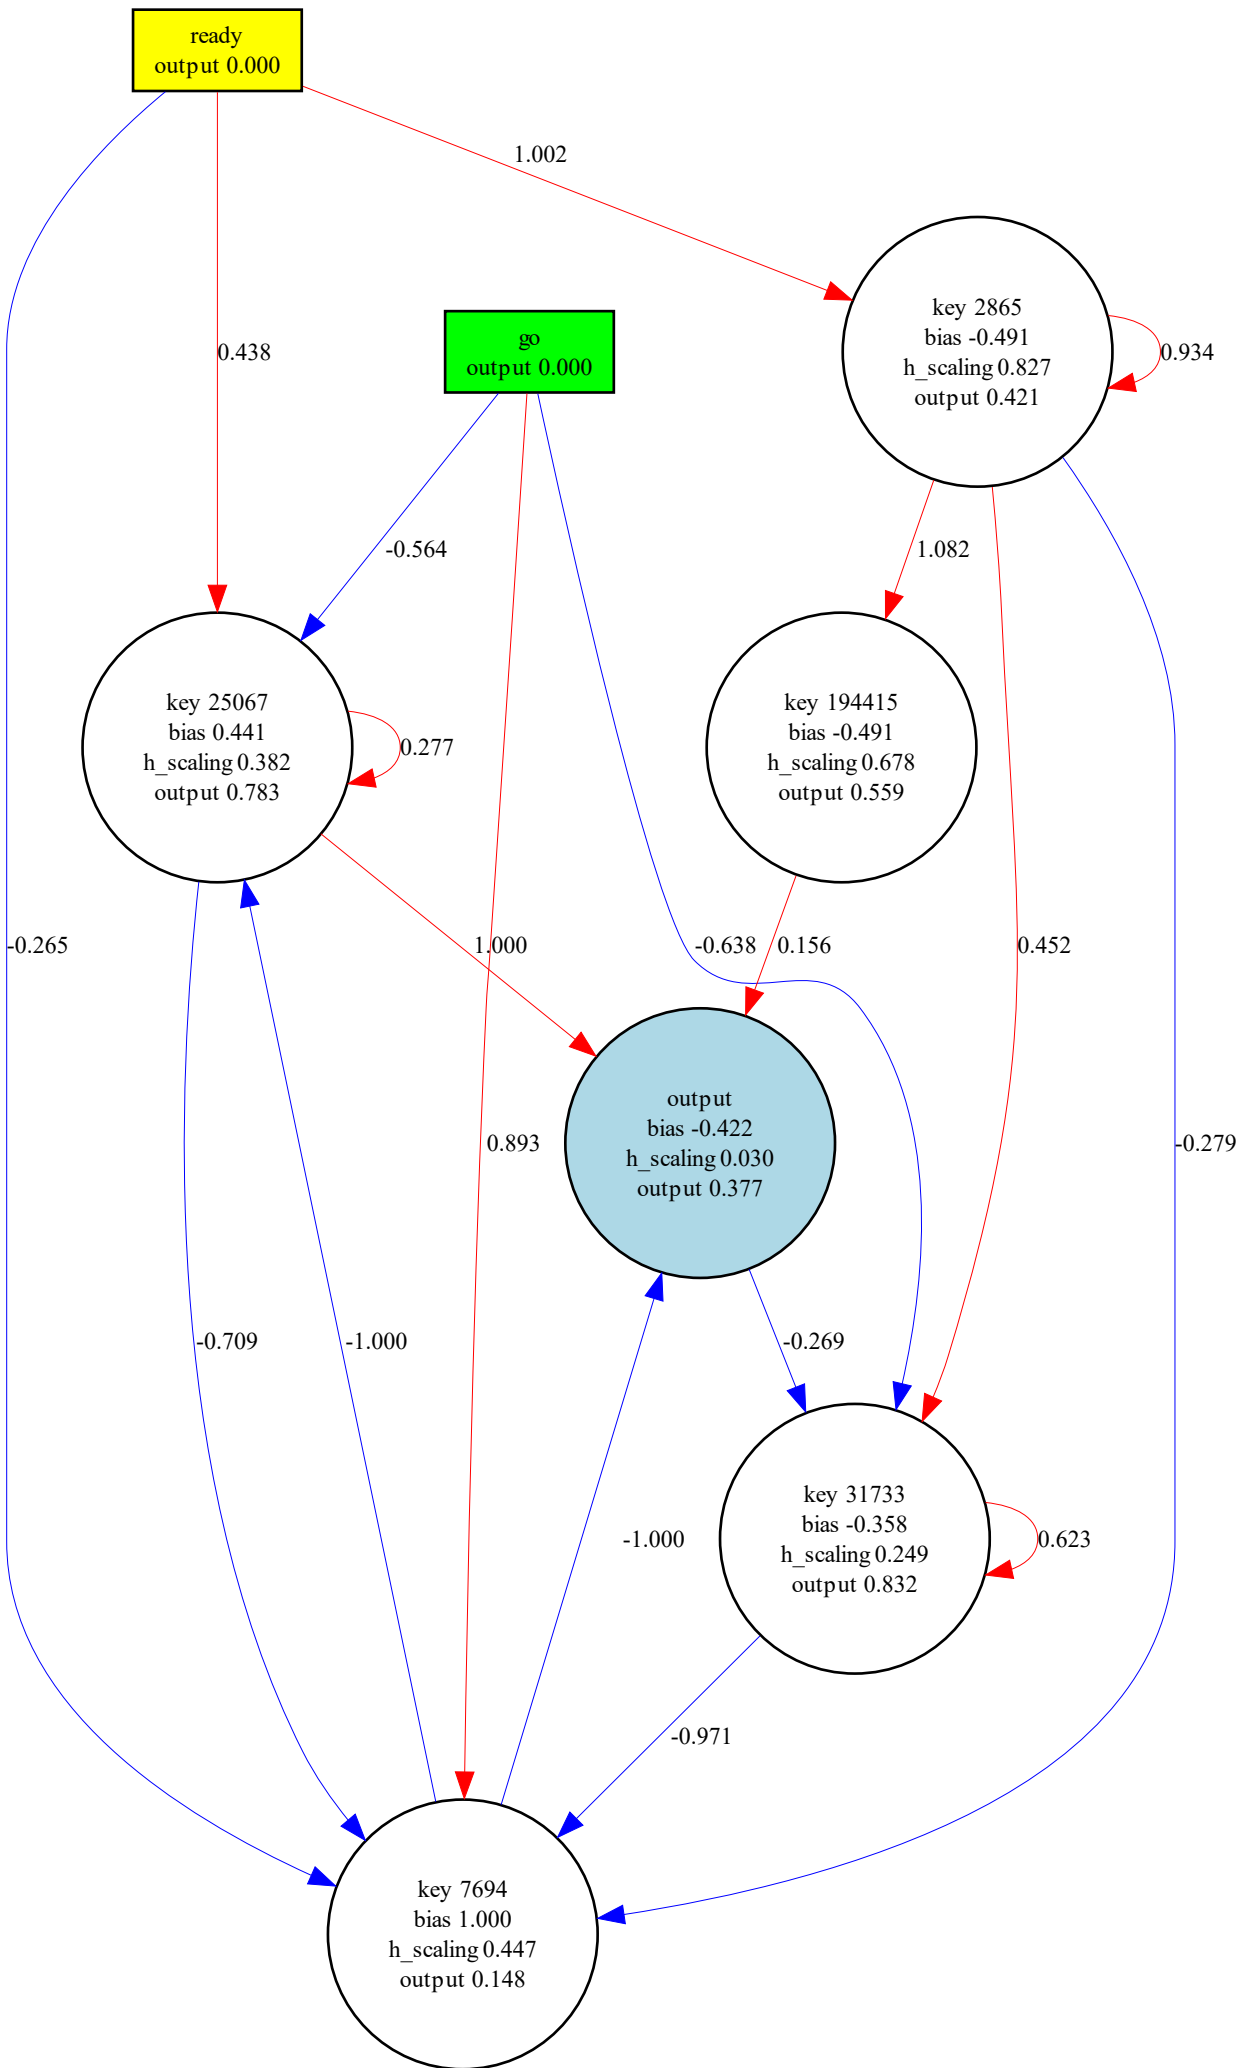 ready
output 0.000
1.002
go
output 0.000
key 2865
bias -0.491
h_scaling 0.827
output 0.421
0.438
0.934
-0.564
1.082
key 25067
bias 0.441
h_scaling 0.382
output 0.783
0.277
key 194415
bias -0.491
h_scaling 0.678
output 0.559
-0.265
1.000
-0.638
0.156
0.452
output
bias -0.422
h_scaling 0.030
output 0.377
0.893
-0.279
-0.709
-1.000
-0.269
key 31733
bias -0.358
h_scaling 0.249
output 0.832
-1.000
0.623
-0.971
key 7694
bias 1.000
h_scaling 0.447
output 0.148